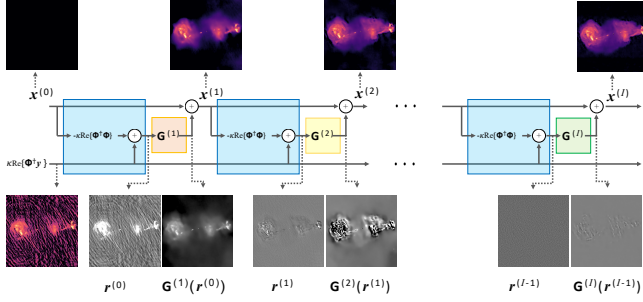 x⁽⁰⁾ x⁽¹⁾ x⁽²⁾ x⁽ᴵ⁾
-κRe{Φ†Φ} + G⁽¹⁾ + -κRe{Φ†Φ} + G⁽²⁾ + · · · -κRe{Φ†Φ} + G⁽ᴵ⁾ +
κRe{Φ†y} · · ·
r⁽⁰⁾ G⁽¹⁾(r⁽⁰⁾) r⁽¹⁾ G⁽²⁾(r⁽¹⁾) r⁽ᴵ⁻¹⁾ G⁽ᴵ⁾(r⁽ᴵ⁻¹⁾)